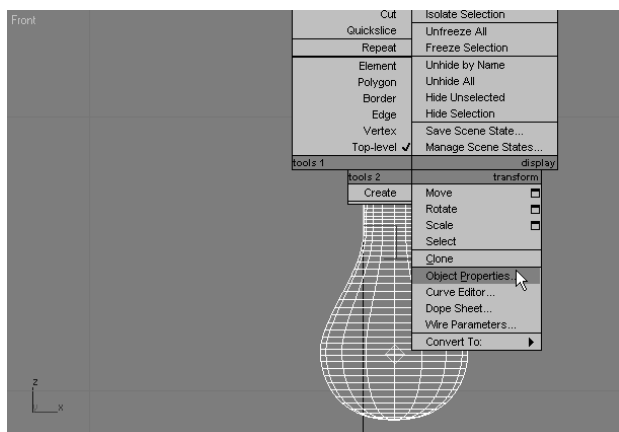 Front
Cut
Quickslice
Repeat
Element
Polygon
Border
Edge
Vertex
Top-level
tools 1
Isolate Selection
Unfreeze All
Freeze Selection
Unhide by Name
Unhide All
Hide Unselected
Hide Selection
Save Scene State...
Manage Scene States...
display
tools 2
Create
transform
Move
Rotate
Scale
Select
Clone
Object Properties...
Curve Editor...
Dope Sheet...
Wire Parameters...
Convert To:
z
x